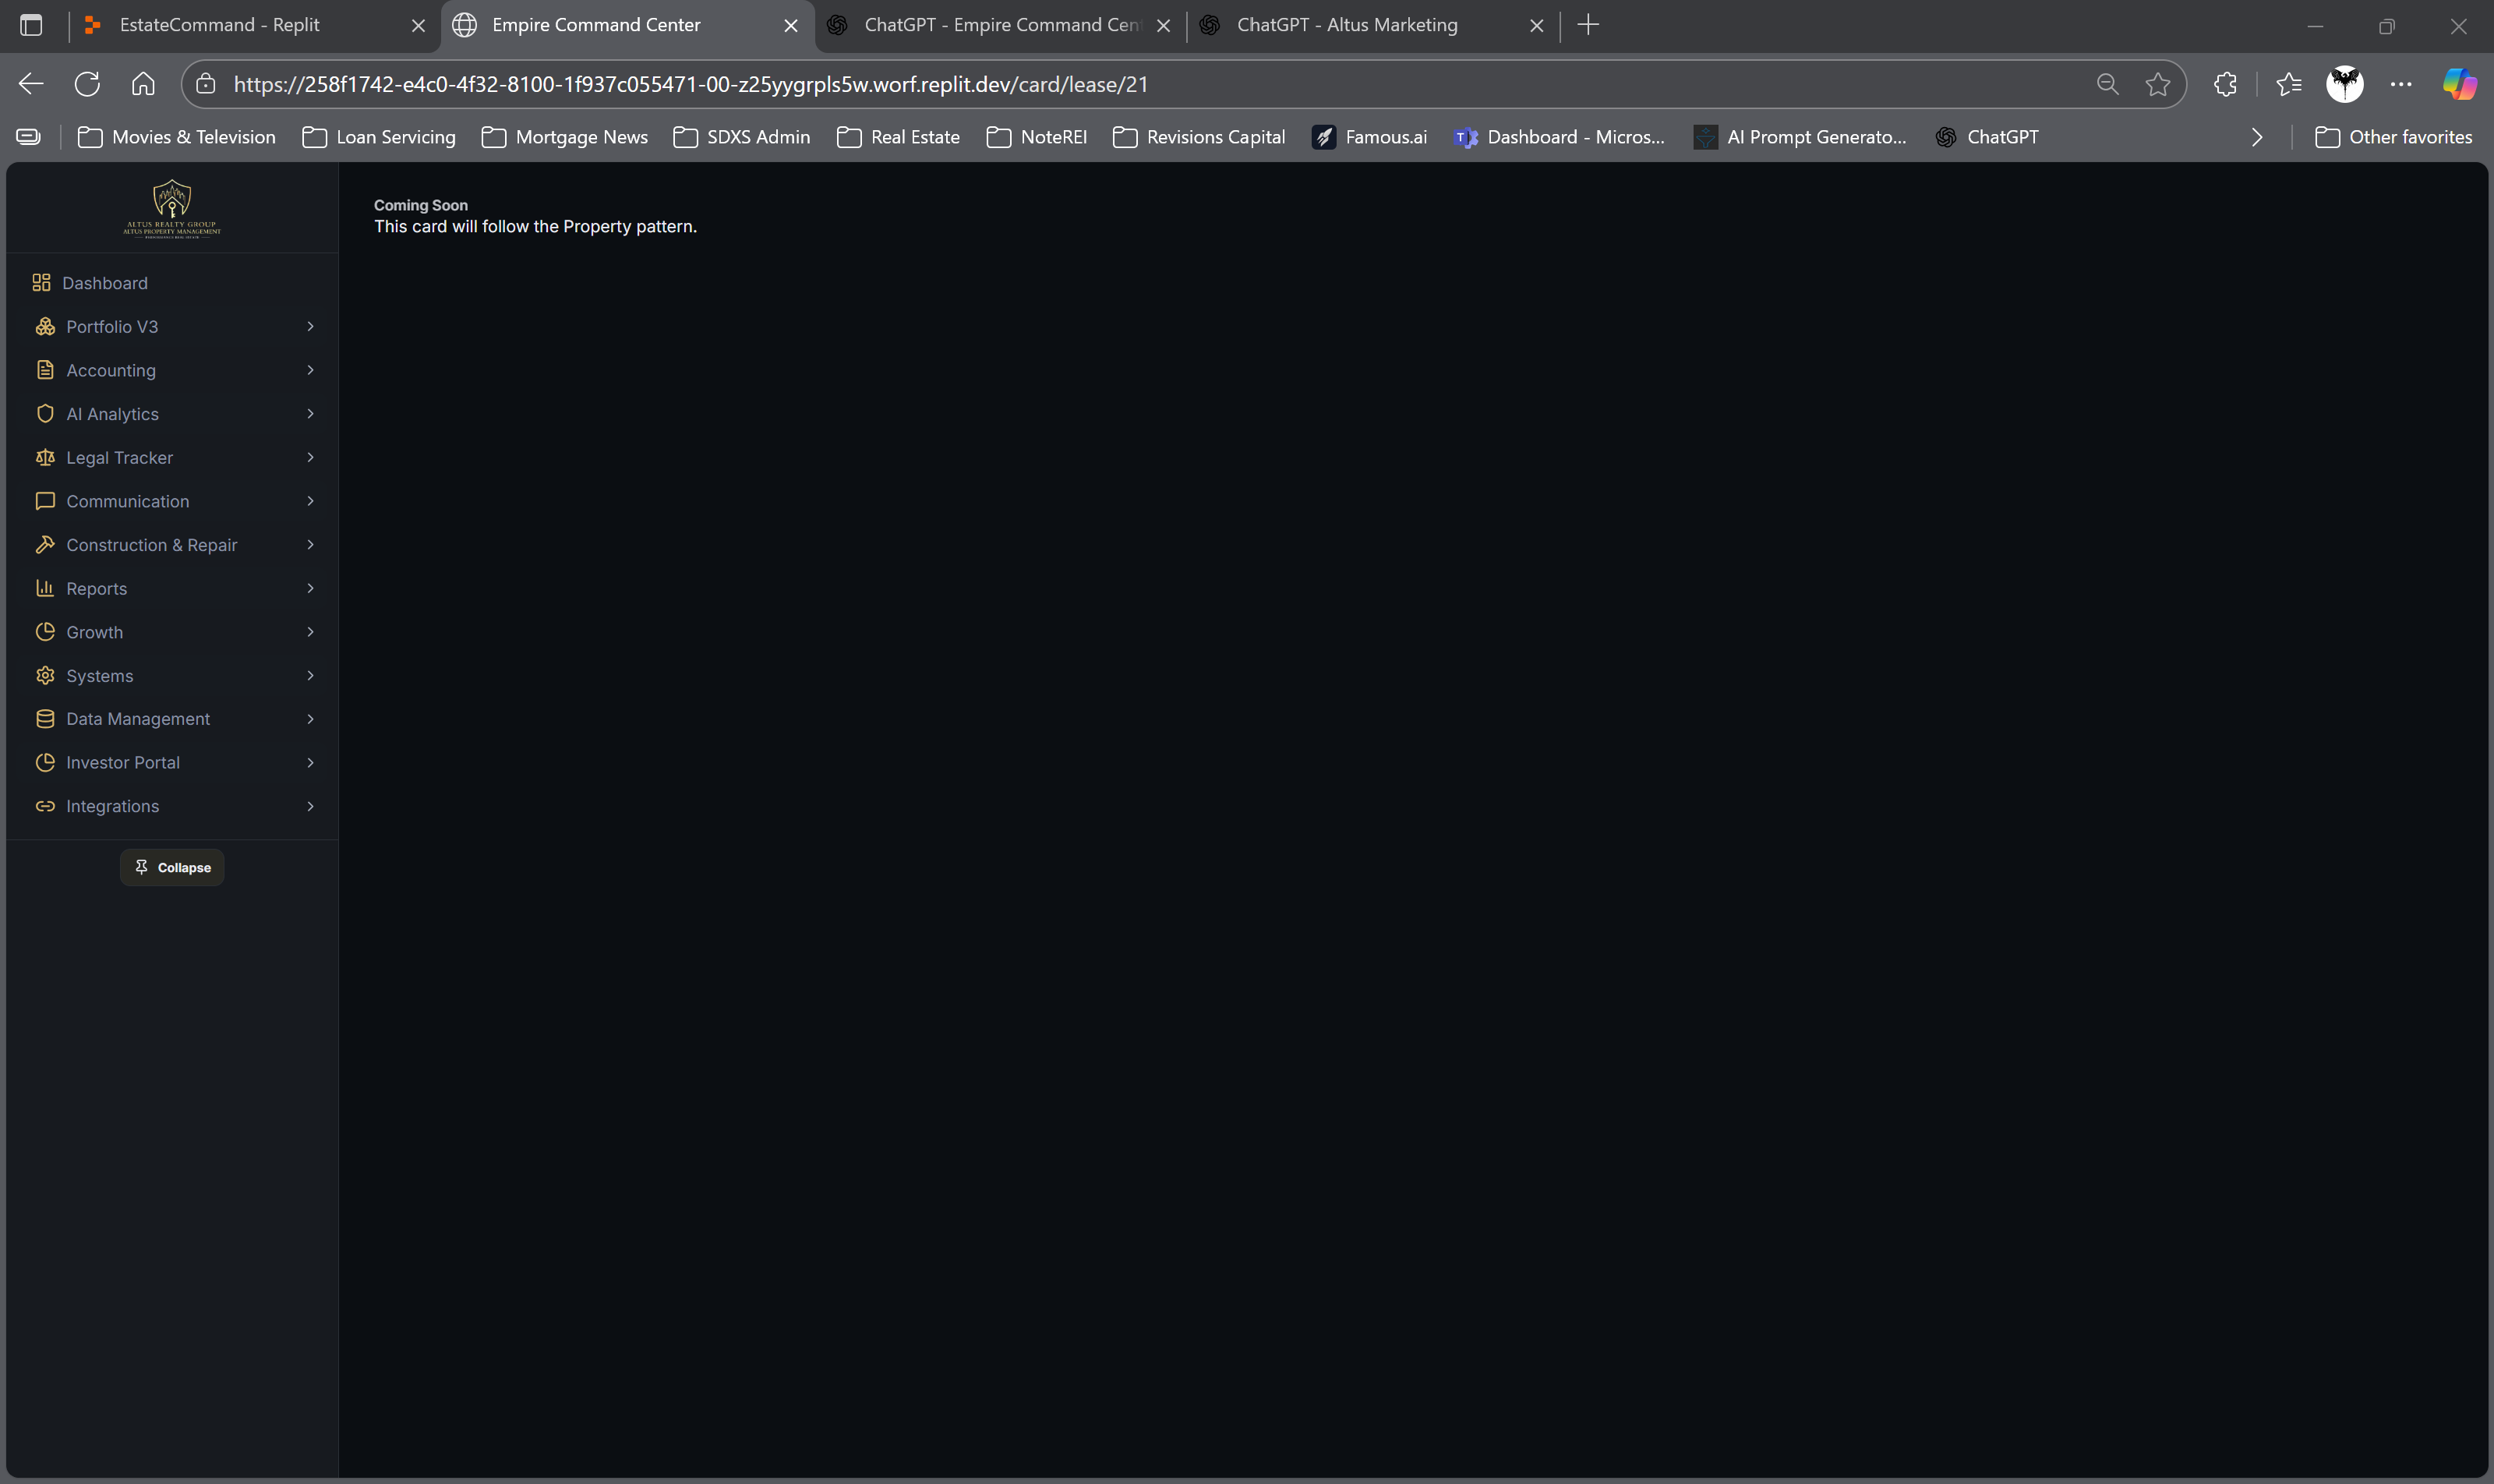 EstateCommand - Replit
Empire Command Center
ChatGPT - Empire Command Cen
ChatGPT - Altus Marketing
https://258f1742-e4c0-4f32-8100-1f937c055471-00-z25yygrpls5w.worf.replit.dev/card/lease/21
Movies & Television
Loan Servicing
Mortgage News
SDXS Admin
Real Estate
NoteREI
Revisions Capital
Famous.ai
Dashboard - Micros...
AI Prompt Generato...
ChatGPT
Other favorites
ALTUS REALTY GROUP
ALTUS PROPERTY MANAGEMENT
Coming Soon
This card will follow the Property pattern.
Dashboard
Portfolio V3
Accounting
AI Analytics
Legal Tracker
Communication
Construction & Repair
Reports
Growth
Systems
Data Management
Investor Portal
Integrations
Collapse